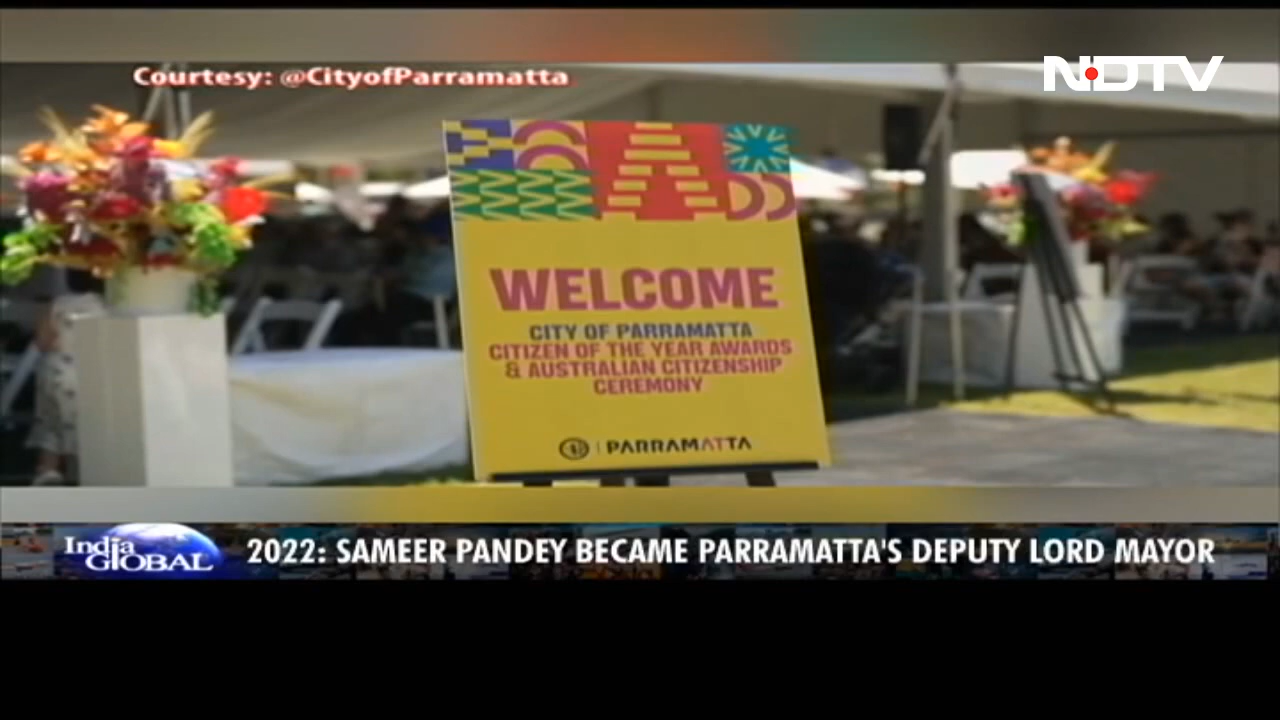 Courtesy: @CityofParramatta
NDTV
WELCOME
CITY OF PARRAMATTA
CITIZEN OF THE YEAR AWARDS
& AUSTRALIAN CITIZENSHIP
CEREMONY
PARRAMATTA
India
GLOBAL
2022: SAMEER PANDEY BECAME PARRAMATTA'S DEPUTY LORD MAYOR